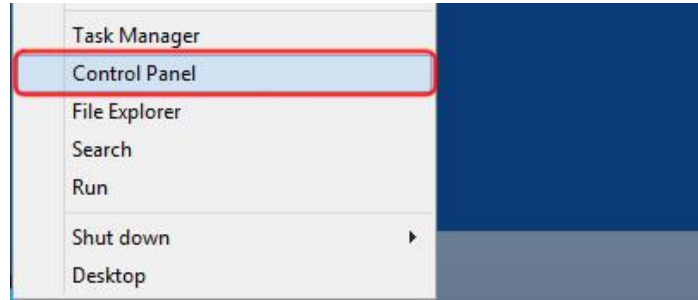 Task Manager
Control Panel
File Explorer
Search
Run
Shut down
Desktop